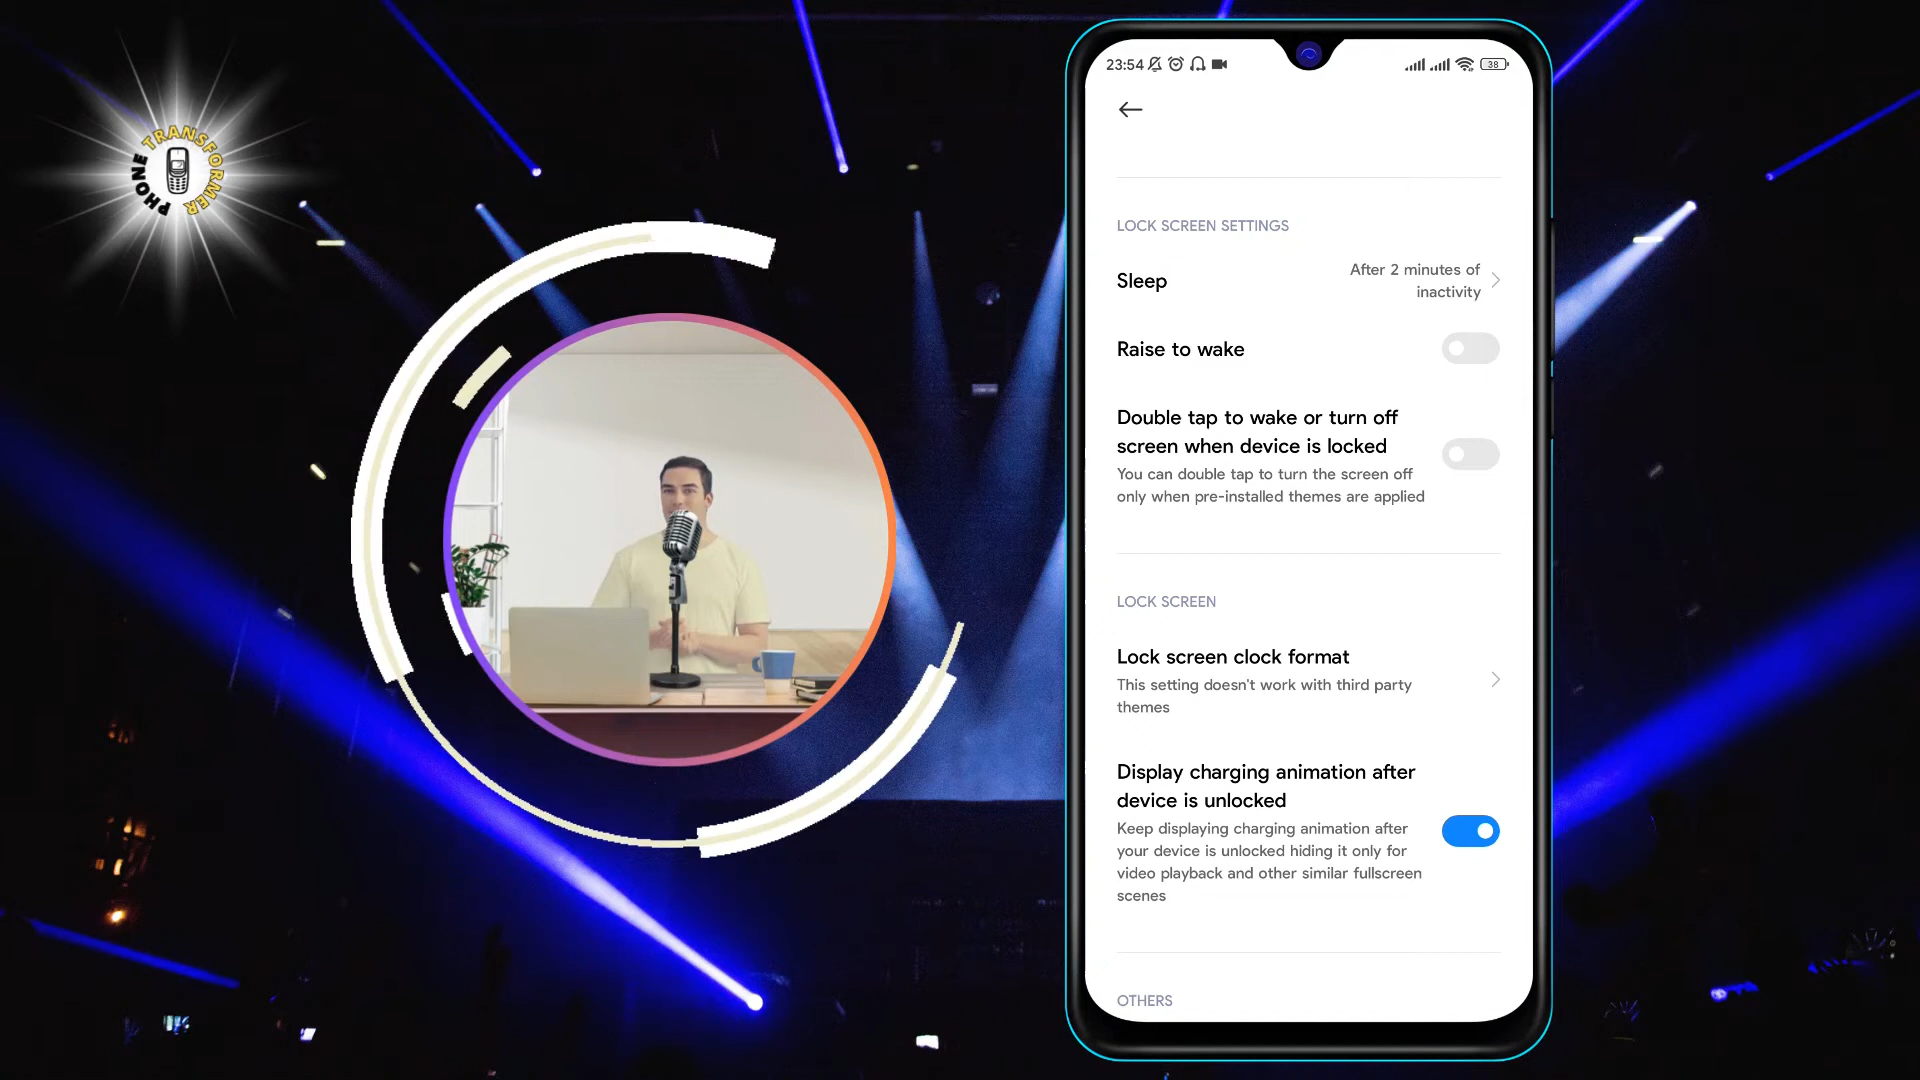 PHONE TRANSFORMER
23:54
38
LOCK SCREEN SETTINGS
Sleep
After 2 minutes of
inactivity
Raise to wake
Double tap to wake or turn off
screen when device is locked
You can double tap to turn the screen off
only when pre-installed themes are applied
LOCK SCREEN
Lock screen clock format
This setting doesn't work with third party
themes
Display charging animation after
device is unlocked
Keep displaying charging animation after
your device is unlocked hiding it only for
video playback and other similar fullscreen
scenes
OTHERS